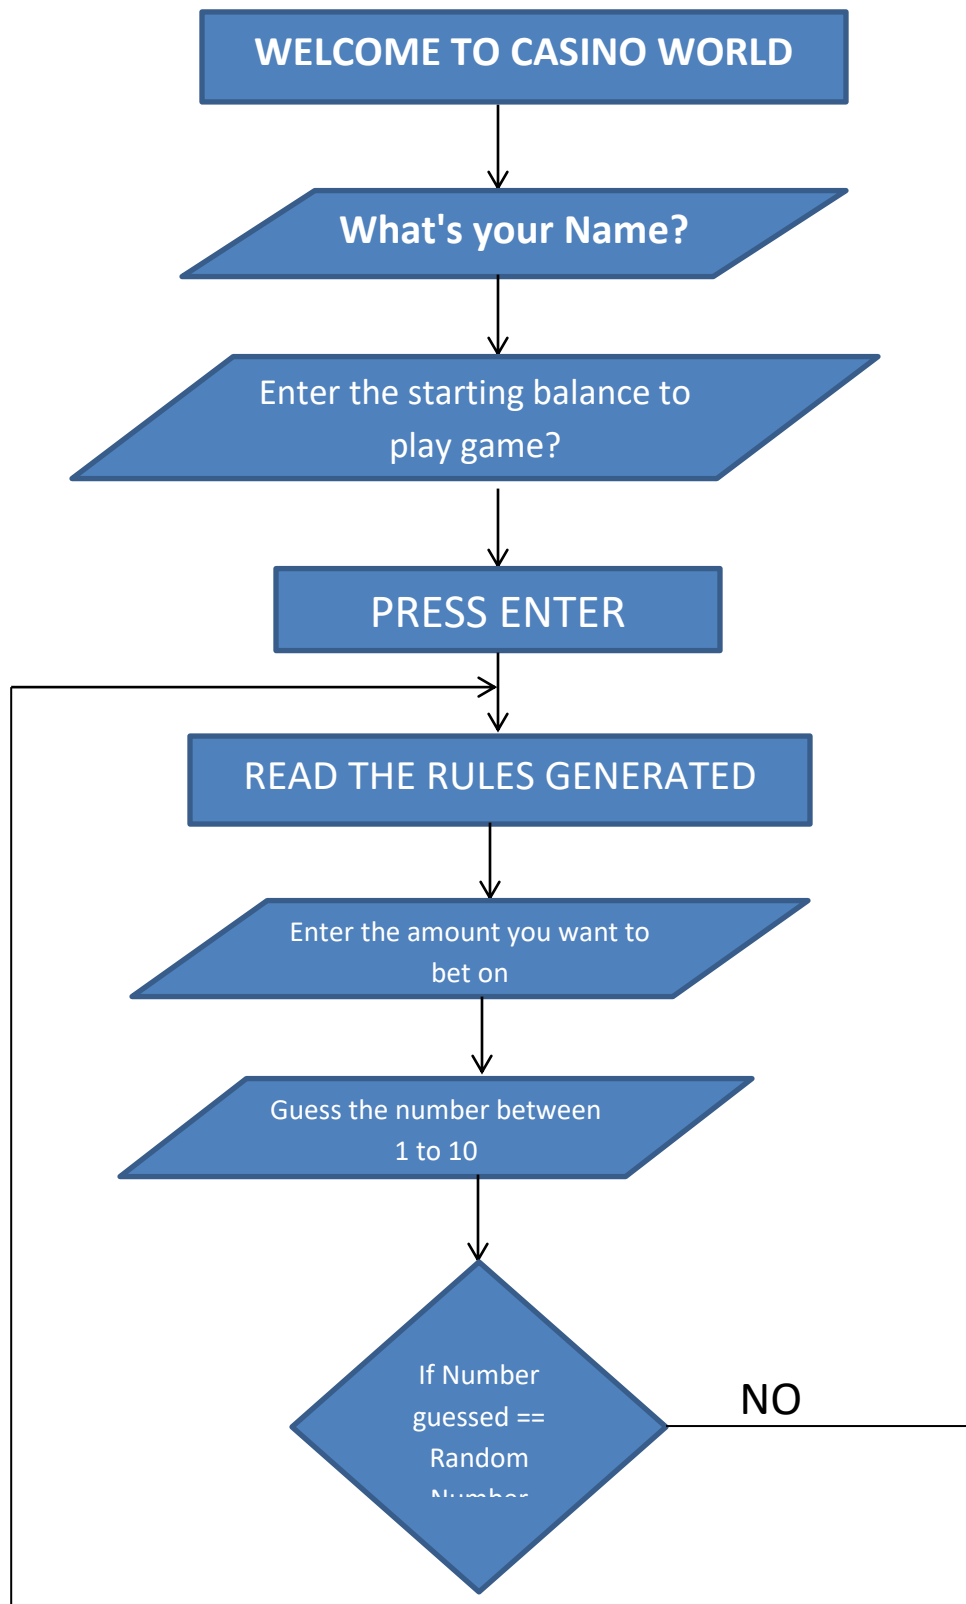 WELCOME TO CASINO WORLD
What's your Name?
Enter the starting balance to
play game?
PRESS ENTER
READ THE RULES GENERATED
Enter the amount you want to
bet on
Guess the number between
1 to 10
If Number
guessed ==
Random
Number
NO